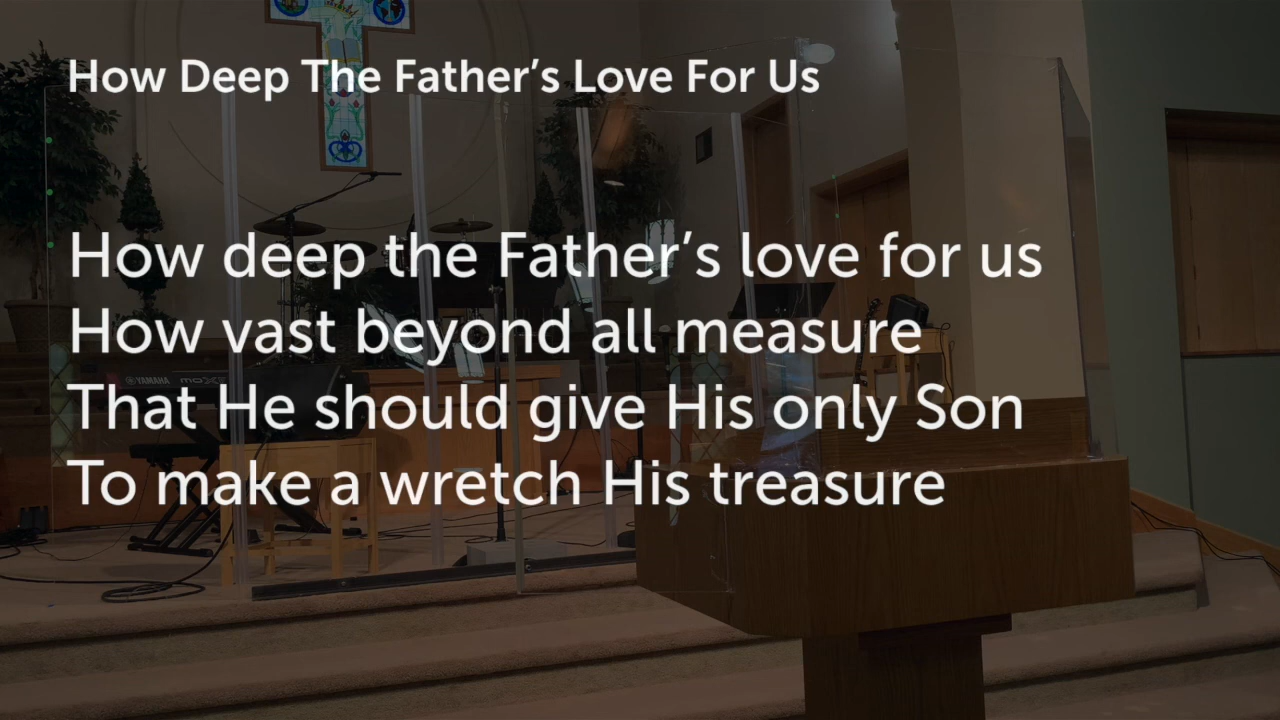 How Deep The Father’s Love For Us
How deep the Father’s love for us
How vast beyond all measure
That He should give His only Son
To make a wretch His treasure
YAMAHA